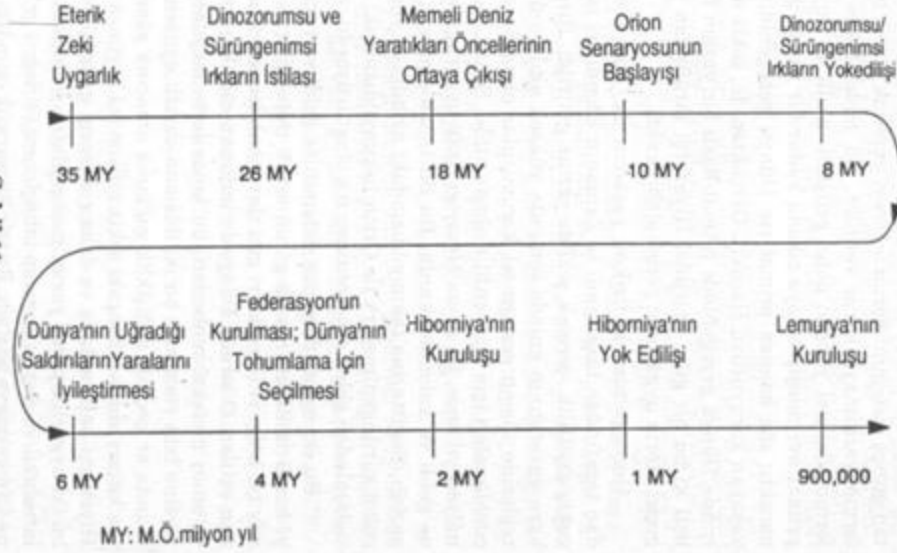 Eterik
Zeki
Uygarlık
Dinozorumsu ve
Sürüngenimsi
Irkların İstilası
Memeli Deniz
Yaratıkları Öncellerinin
Ortaya Çıkışı
Orion
Senaryosunun
Başlayışı
Dinozorumsu/
Sürüngenimsi
Irkların Yokedilişi
35 MY
26 MY
18 MY
10 MY
8 MY
Dünya'nın Uğradığı
Saldırıların Yaralarını
İyileştirmesi
Federasyon'un
Kurulması; Dünya'nın
Tohumlama İçin
Seçilmesi
Hiborniya'nın
Kuruluşu
Hiborniya'nın
Yok Edilişi
Lemurya'nın
Kuruluşu
6 MY
4 MY
2 MY
1 MY
900,000
MY: M.Ö.milyon yıl